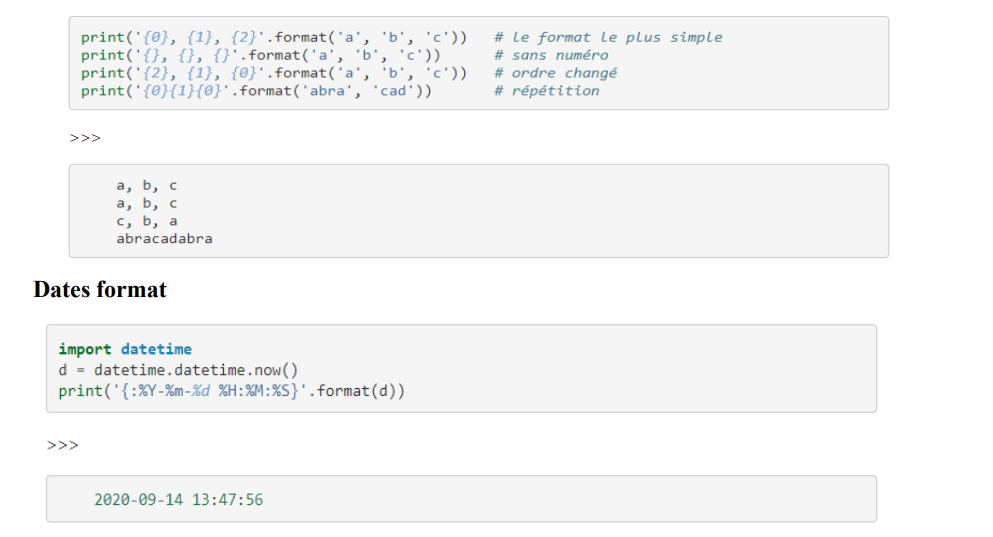 print('{0}, {1}, {2}'.format('a', 'b', 'c'))   # le format le plus simple
print('{}, {}, {}'.format('a', 'b', 'c'))      # sans numéro
print('{2}, {1}, {0}'.format('a', 'b', 'c'))   # ordre changé
print('{0}{1}{0}'.format('abra', 'cad'))       # répétition
>>>
a, b, c
a, b, c
c, b, a
abracadabra
Dates format
import datetime
d = datetime.datetime.now()
print('{:%Y-%m-%d %H:%M:%S}'.format(d))
>>>
2020-09-14 13:47:56